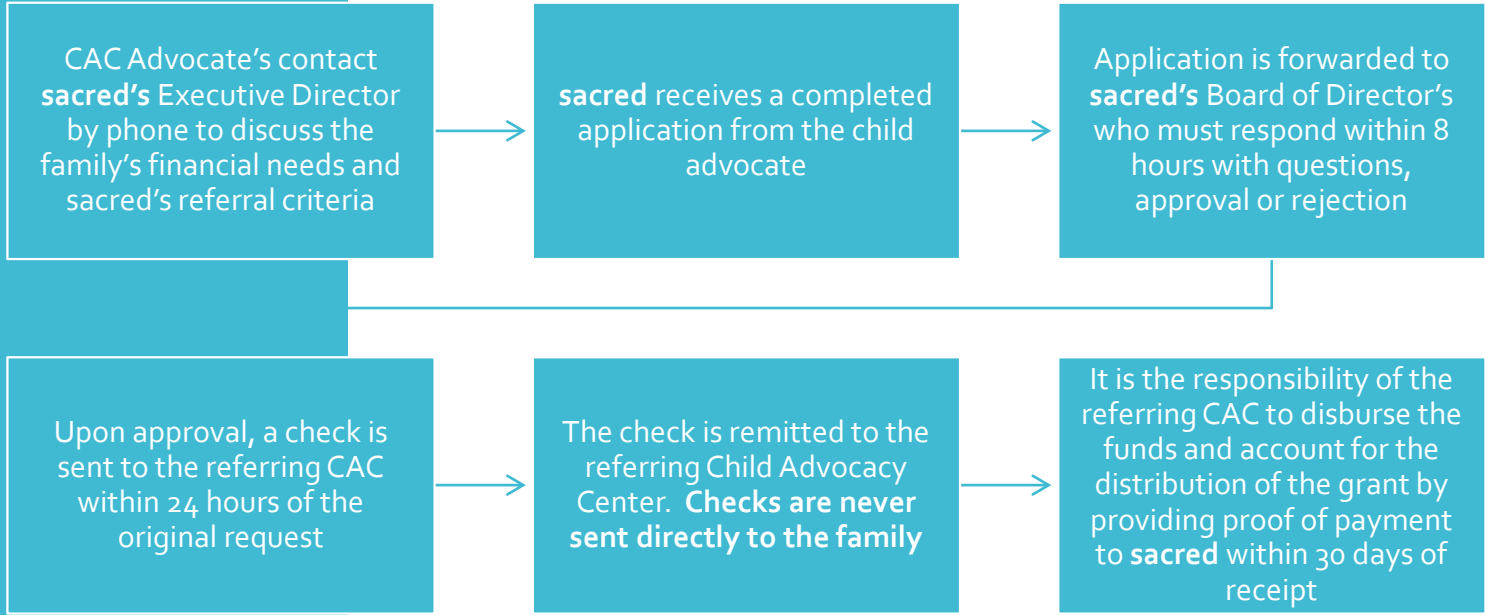 CAC Advocate's contact
sacred's Executive Director
by phone to discuss the
family's financial needs and
sacred's referral criteria
sacred receives a completed
application from the child
advocate
Application is forwarded to
sacred's Board of Director's
who must respond within 8
hours with questions,
approval or rejection
Upon approval, a check is
sent to the referring CAC
within 24 hours of the
original request
The check is remitted to the
referring Child Advocacy
Center. Checks are never
sent directly to the family
It is the responsibility of the
referring CAC to disburse the
funds and account for the
distribution of the grant by
providing proof of payment
to sacred within 30 days of
receipt